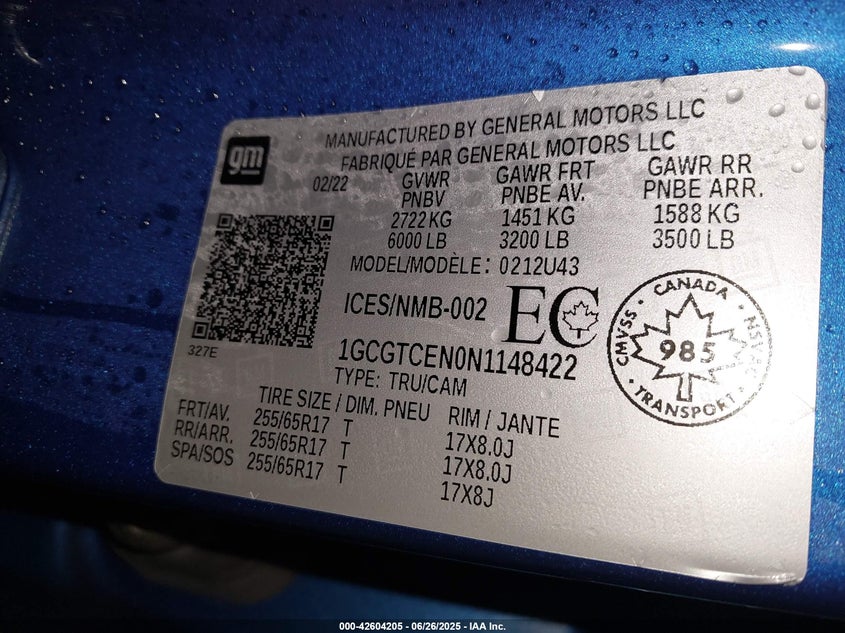 gm
MANUFACTURED BY GENERAL MOTORS LLC
FABRIQUÉ PAR GENERAL MOTORS LLC
02/22 GVWR GAWR FRT GAWR RR
PNBV PNBE AV. PNBE ARR.
2722 KG 1451 KG 1588 KG
6000 LB 3200 LB 3500 LB
MODEL/MODÈLE: 0212U43
ICES/NMB-002 EC
327E
1GCGTCEN0N1148422
TYPE: TRU/CAM
CANADA
CMVSS 985 NSVAC
TRANSPORT
TIRE SIZE / DIM. PNEU RIM / JANTE
FRT/AV. 255/65R17 T 17X8.0J
RR/ARR. 255/65R17 T 17X8.0J
SPA/SOS 255/65R17 T 17X8J
000-42604205 - 06/26/2025 - IAA Inc.